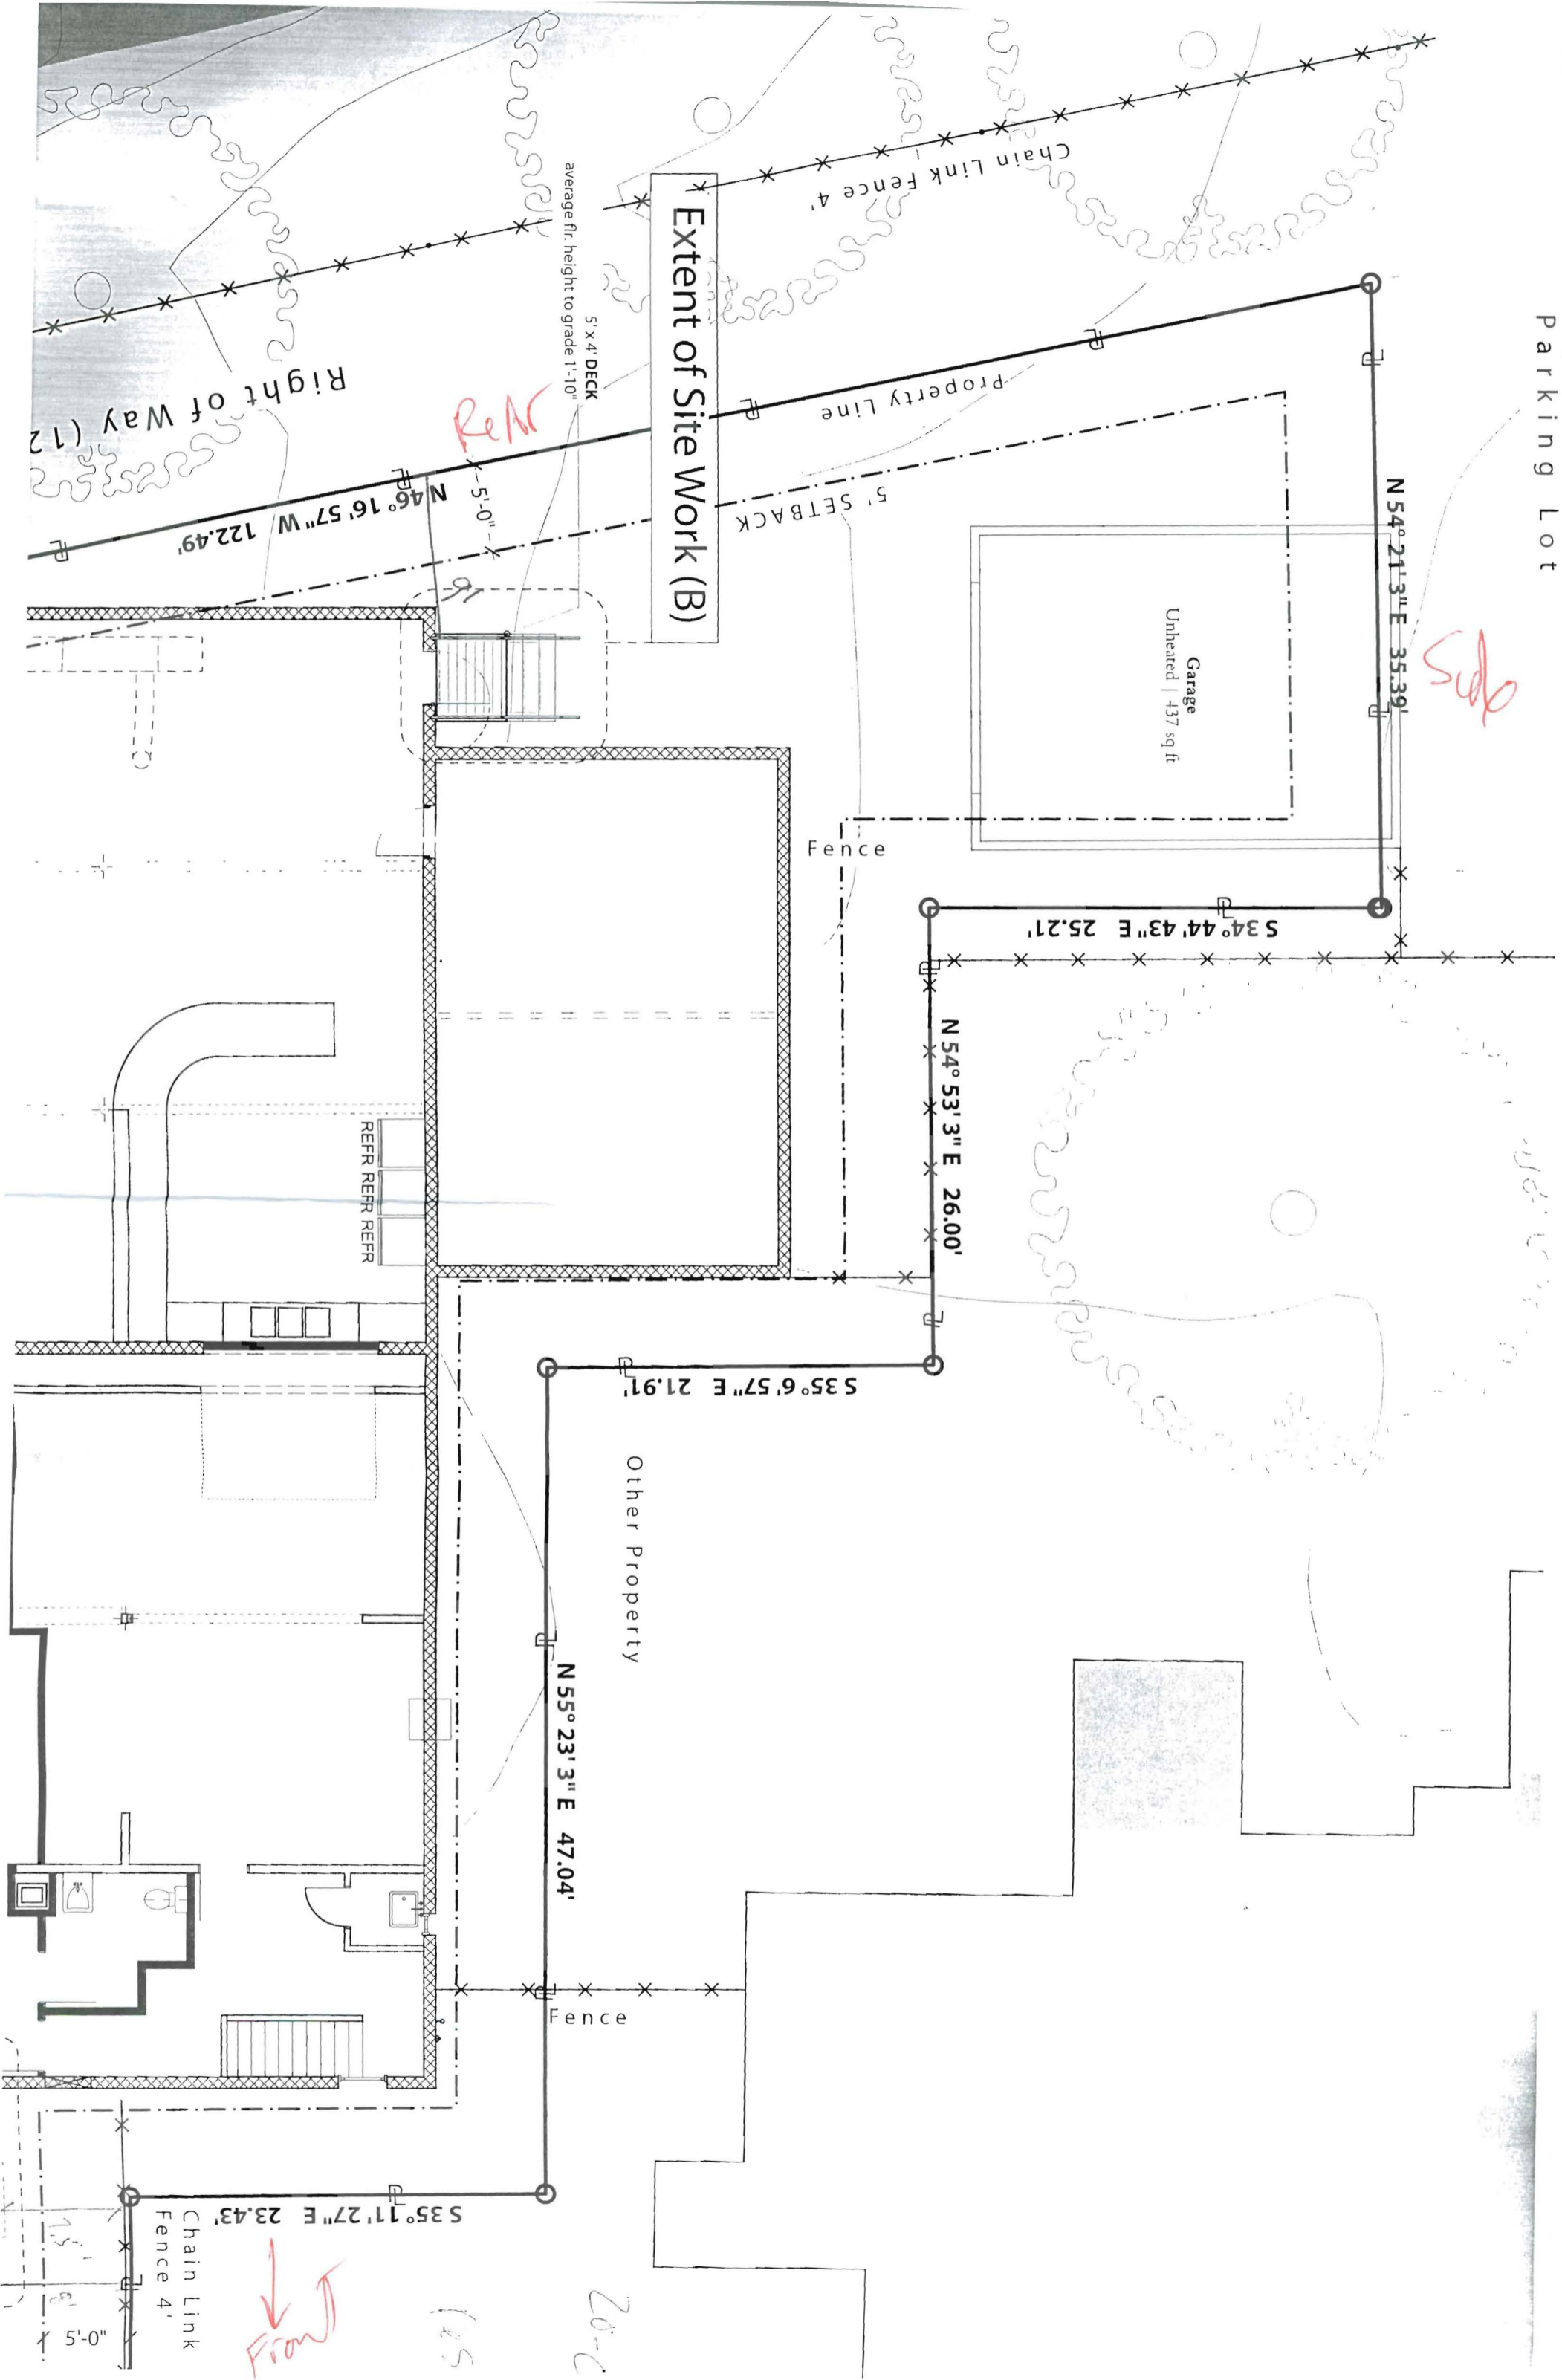 Parking Lot
Chain Link Fence 4'
Extent of Site Work (B)
5' x 4' DECK
average flr. height to grade 1'-10"
Property Line
5' SETBACK
Right of Way (12
Rear
5'-0"
N 46° 16' 57" W 122.49'
N 54° 21' 3" E 35.39'
Side
Garage
Unheated | 437 sq ft
Fence
S 34° 44' 43" E 25.21'
N 54° 53' 3" E 26.00'
REFR REFR REFR
S 35° 6' 57" E 21.91'
Other Property
N 55° 23' 3" E 47.04'
Fence
S 35° 11' 27" E 23.43'
Chain Link
Fence 4'
Front
5'-0"